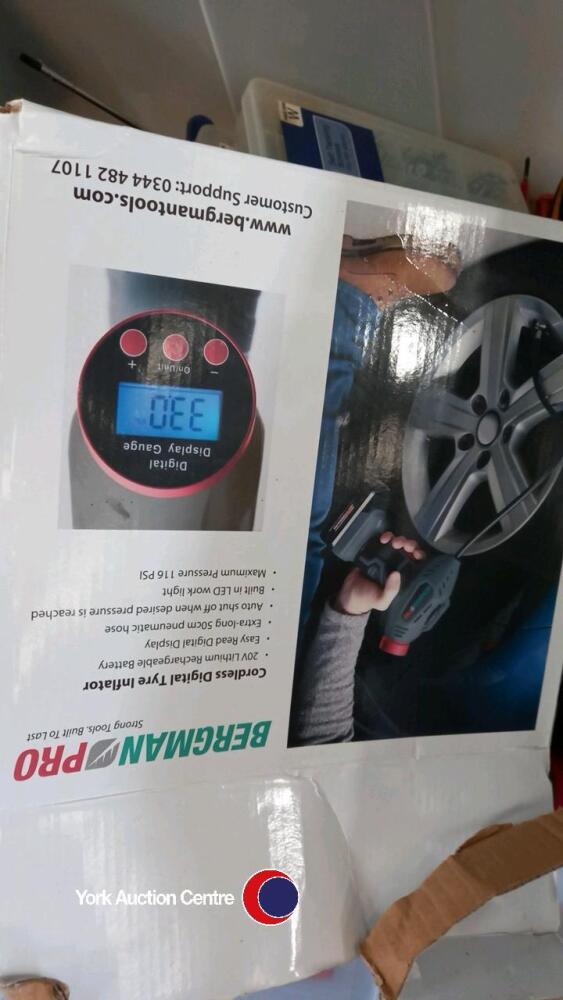 BERGMAN PRO
Strong Tools. Built To Last
Cordless Digital Tyre Inflator
• 20V Lithium Rechargeable Battery
• Easy Read Digital Display
• Extra-long 50cm pneumatic hose
• Auto shut off when desired pressure is reached
• Built in LED work light
• Maximum Pressure 116 PSI
Digital
Display Gauge
33.0
– On/Unit +
www.bergmantools.com
Customer Support: 0344 482 1107
W
York Auction Centre